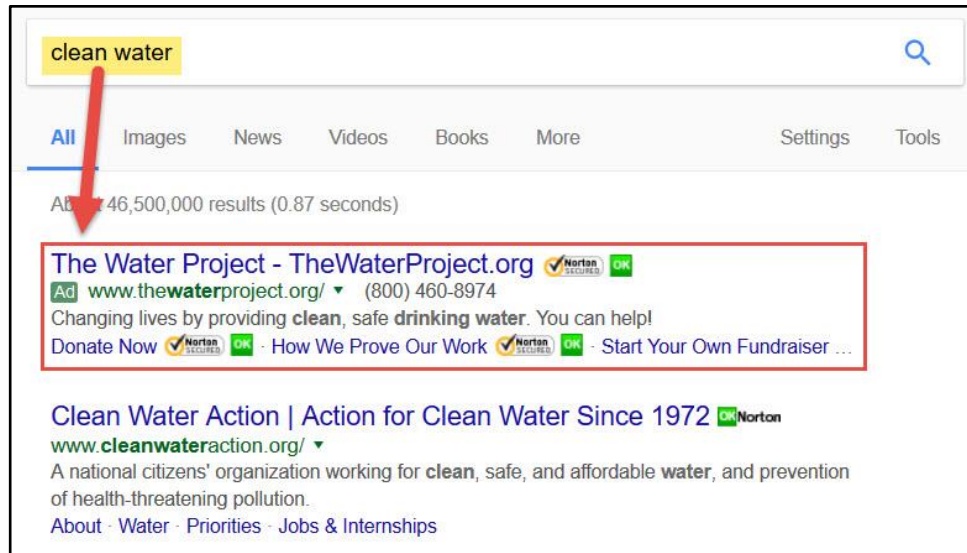 clean water
All Images News Videos Books More Settings Tools
About 46,500,000 results (0.87 seconds)
The Water Project - TheWaterProject.org Norton SECURED OK
Ad www.thewaterproject.org/ ▼ (800) 460-8974
Changing lives by providing clean, safe drinking water. You can help!
Donate Now Norton SECURED OK · How We Prove Our Work Norton SECURED OK · Start Your Own Fundraiser ...
Clean Water Action | Action for Clean Water Since 1972 OK Norton
www.cleanwateraction.org/ ▼
A national citizens' organization working for clean, safe, and affordable water, and prevention
of health-threatening pollution.
About · Water · Priorities · Jobs & Internships